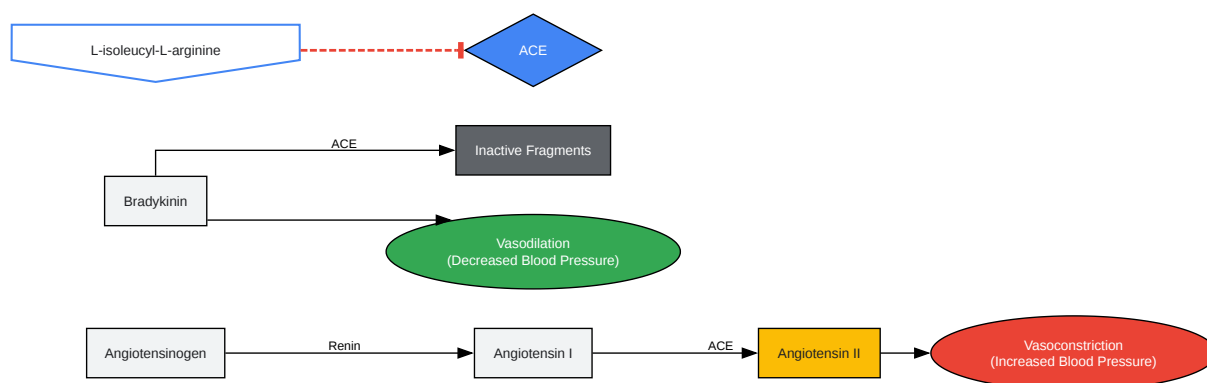 L-isoleucyl-L-arginine
ACE
ACE
Inactive Fragments
Bradykinin
Vasodilation
(Decreased Blood Pressure)
Angiotensinogen
Renin
Angiotensin I
ACE
Angiotensin II
Vasoconstriction
(Increased Blood Pressure)